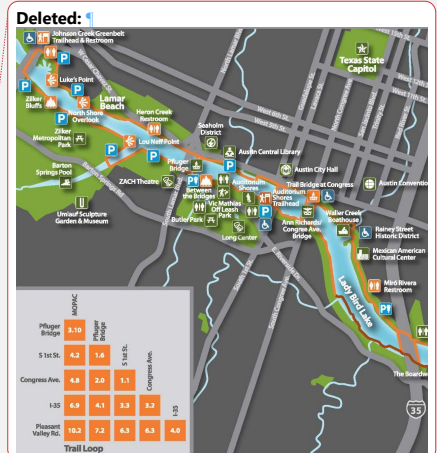 Deleted: ¶
Johnson Creek Greenbelt
Trailhead & Restroom
West 15th St.
Texas State
Capitol
Luke's Point
Zilker
Bluffs
Lamar
Beach
North Shore
Overlook
Heron Creek
Restroom
West 6th St.
West 5th St.
Zilker
Metropolitan
Park
Lou Neff Point
Seaholm
District
Austin Central Library
Barton
Springs Pool
ZACH Theatre
Pfluger
Bridge
Austin City Hall
Between
the Bridges
Auditorium
Shores
Auditorium
Shores
Trailhead
Trail Bridge at Congress
Austin Conventio
Umlauf Sculpture
Garden & Museum
Butler Park
Vic Mathias
Off Leash
Park
Long Center
Ann Richards/
Congree Ave.
Bridge
Waller Creek
Boathouse
Rainey Street
Historic District
Mexican American
Cultural Center
Miró Rivera
Restroom
Lady Bird Lake
The Boardw
35
MOPAC
Pfluger
Bridge
3.10
Pfluger
Bridge
S 1st St.
4.2
1.6
S 1st St.
Congress Ave.
4.8
2.0
1.1
Congress Ave.
I-35
6.9
4.1
3.3
3.2
I-35
Pleasant
Valley Rd.
10.2
7.2
6.3
6.3
4.0
Trail Loop